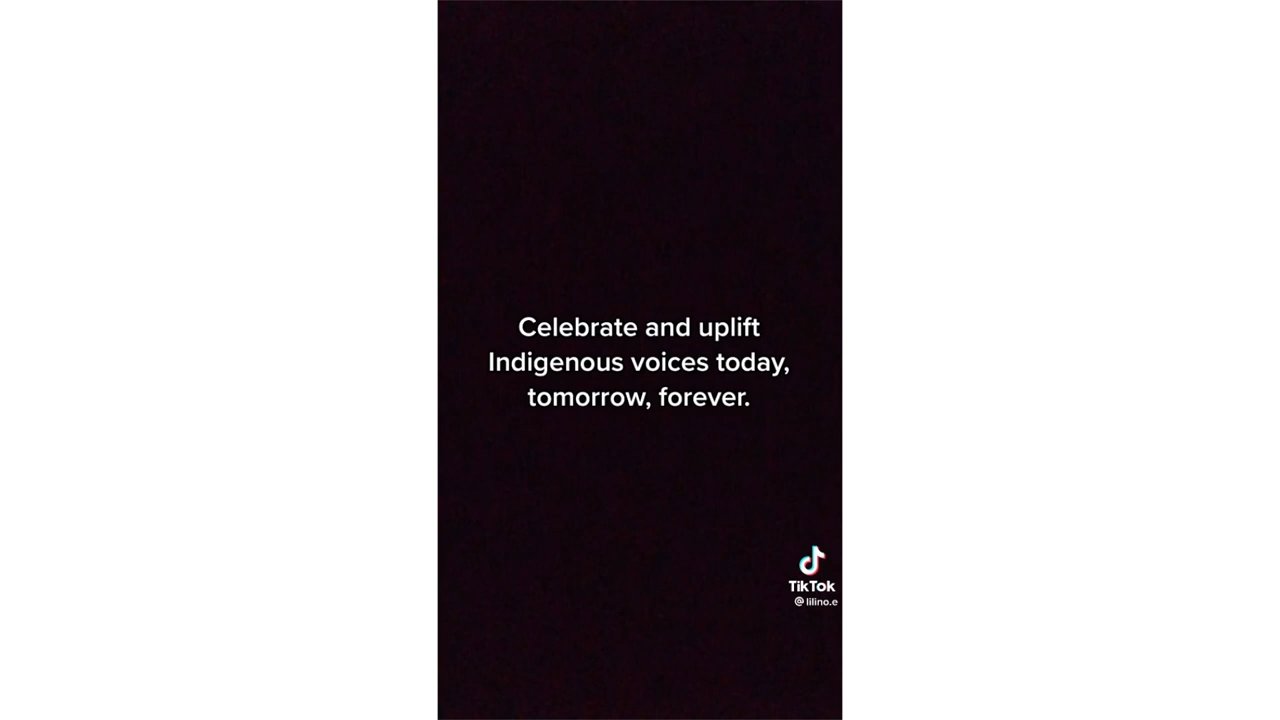 Celebrate and uplift
Indigenous voices today,
tomorrow, forever.
TikTok
@lilino.e